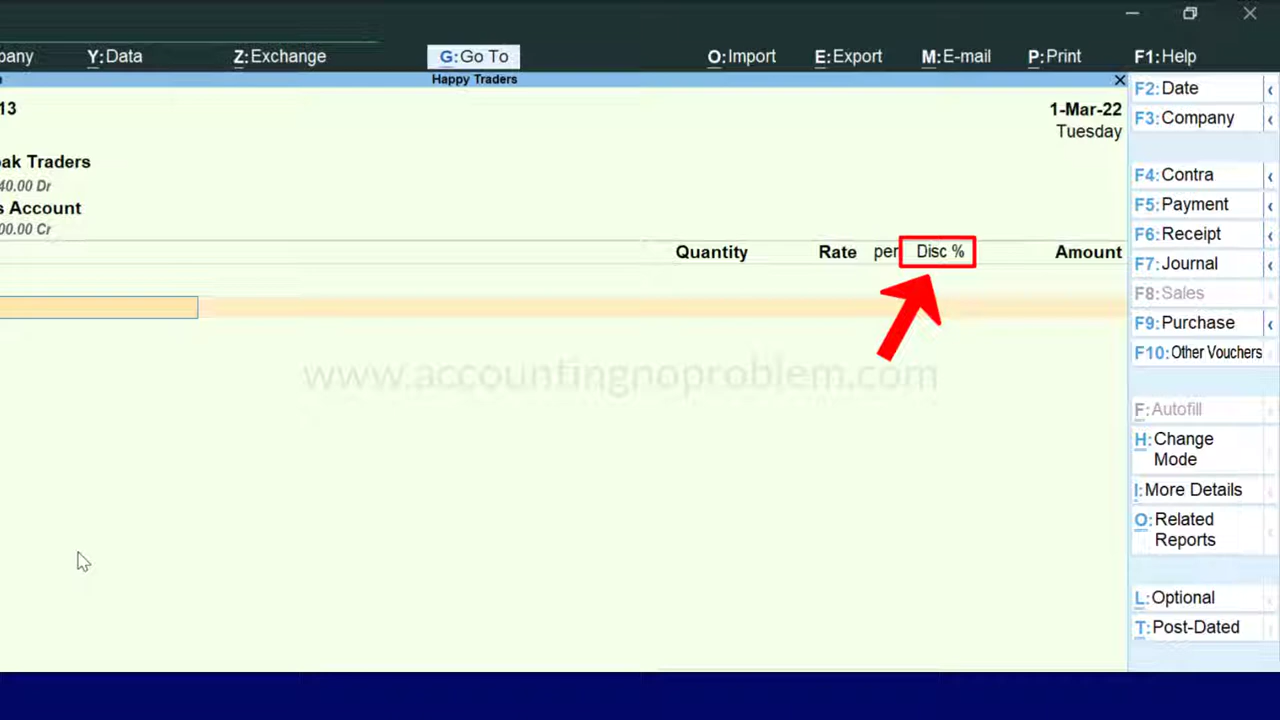 pany Y:Data Z:Exchange G:Go To O:Import E:Export M:E-mail P:Print F1:Help
Happy Traders
13
1-Mar-22
Tuesday
ak Traders
40.00 Dr
s Account
00.00 Cr
Quantity Rate per Disc % Amount
www.accountingnoproblem.com
F2:Date
F3:Company
F4:Contra
F5:Payment
F6:Receipt
F7:Journal
F8:Sales
F9:Purchase
F10:Other Vouchers
F:Autofill
H:Change
Mode
I:More Details
O:Related
Reports
L:Optional
T:Post-Dated